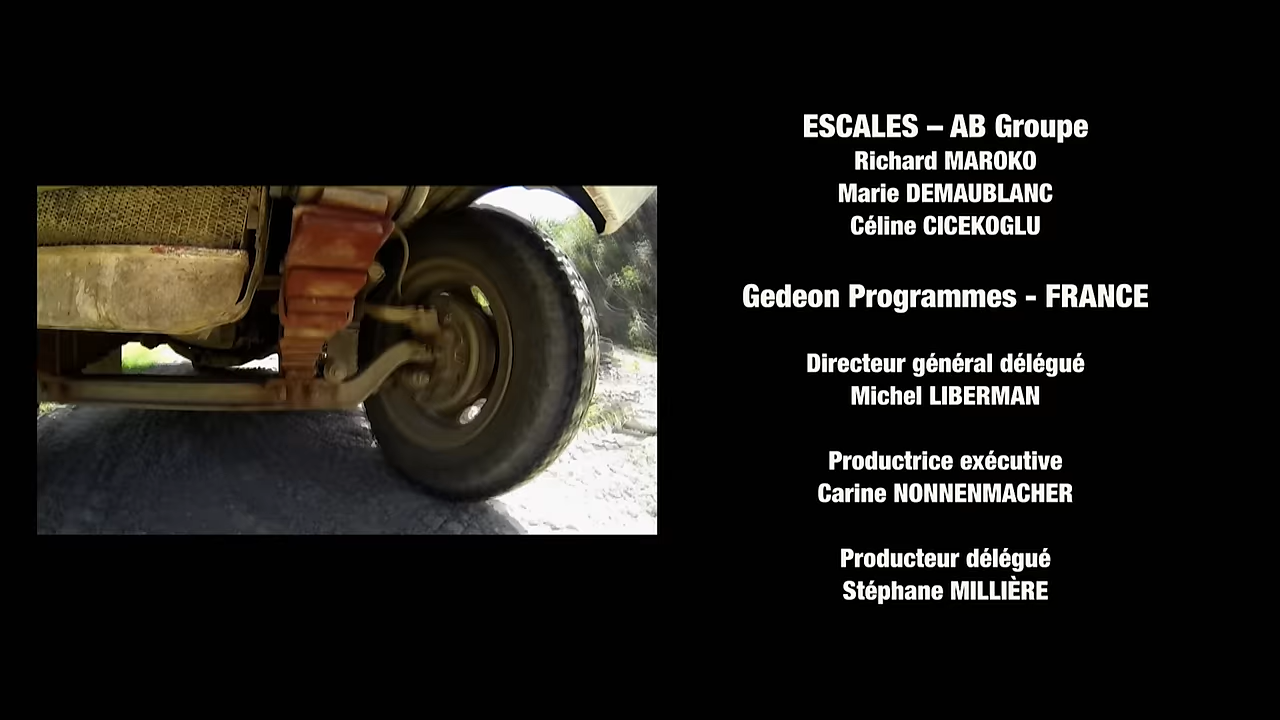 ESCALES – AB Groupe
Richard MAROKO
Marie DEMAUBLANC
Céline CICEKOGLU
Gedeon Programmes - FRANCE
Directeur général délégué
Michel LIBERMAN
Productrice exécutive
Carine NONNENMACHER
Producteur délégué
Stéphane MILLIÈRE